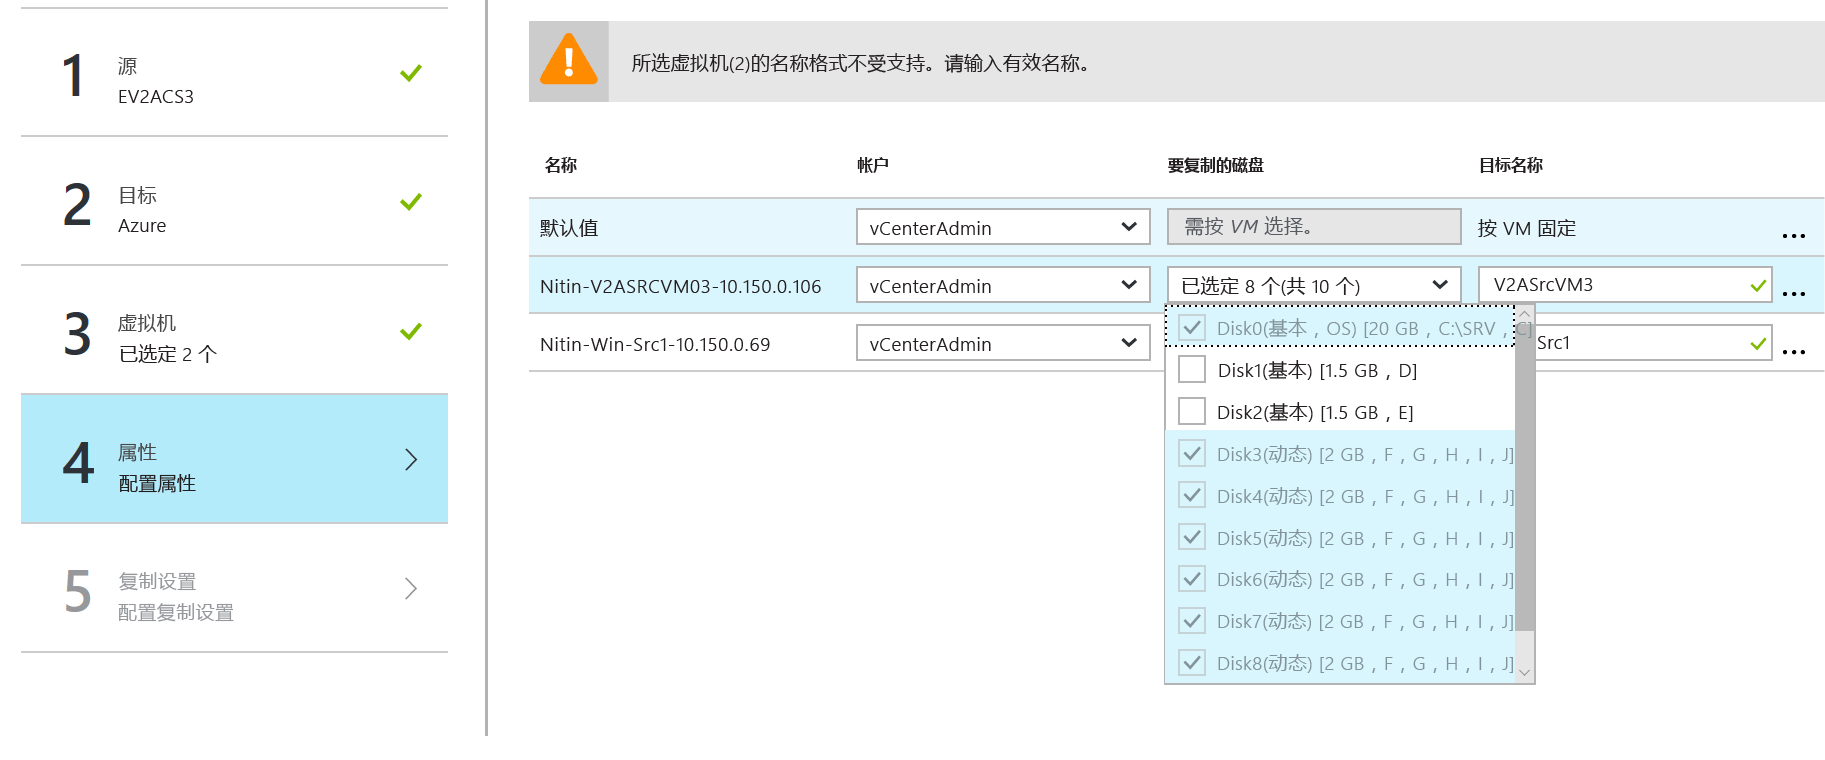 1
源
EV2ACS3
2
目标
Azure
3
虚拟机
已选定 2 个
4
属性
配置属性
5
复制设置
配置复制设置
所选虚拟机(2)的名称格式不受支持。请输入有效名称。
名称 帐户 要复制的磁盘 目标名称
默认值 vCenterAdmin 需按 VM 选择。 按 VM 固定 ...
Nitin-V2ASRCVM03-10.150.0.106 vCenterAdmin 已选定 8 个(共 10 个) V2ASrcVM3 ...
Nitin-Win-Src1-10.150.0.69 vCenterAdmin Src1 ...
Disk0(基本，OS) [20 GB，C:\SRV，C]
Disk1(基本) [1.5 GB，D]
Disk2(基本) [1.5 GB，E]
Disk3(动态) [2 GB，F，G，H，I，J]
Disk4(动态) [2 GB，F，G，H，I，J]
Disk5(动态) [2 GB，F，G，H，I，J]
Disk6(动态) [2 GB，F，G，H，I，J]
Disk7(动态) [2 GB，F，G，H，I，J]
Disk8(动态) [2 GB，F，G，H，I，J]